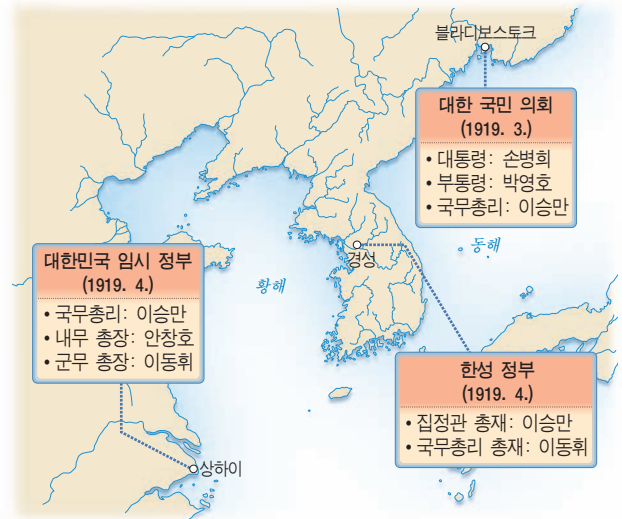 블라디보스토크
대한 국민 의회
(1919. 3.)
• 대통령: 손병희
• 부통령: 박영호
• 국무총리: 이승만
동해
경성
황해
대한민국 임시 정부
(1919. 4.)
• 국무총리: 이승만
• 내무 총장: 안창호
• 군무 총장: 이동휘
한성 정부
(1919. 4.)
• 집정관 총재: 이승만
• 국무총리 총재: 이동휘
상하이